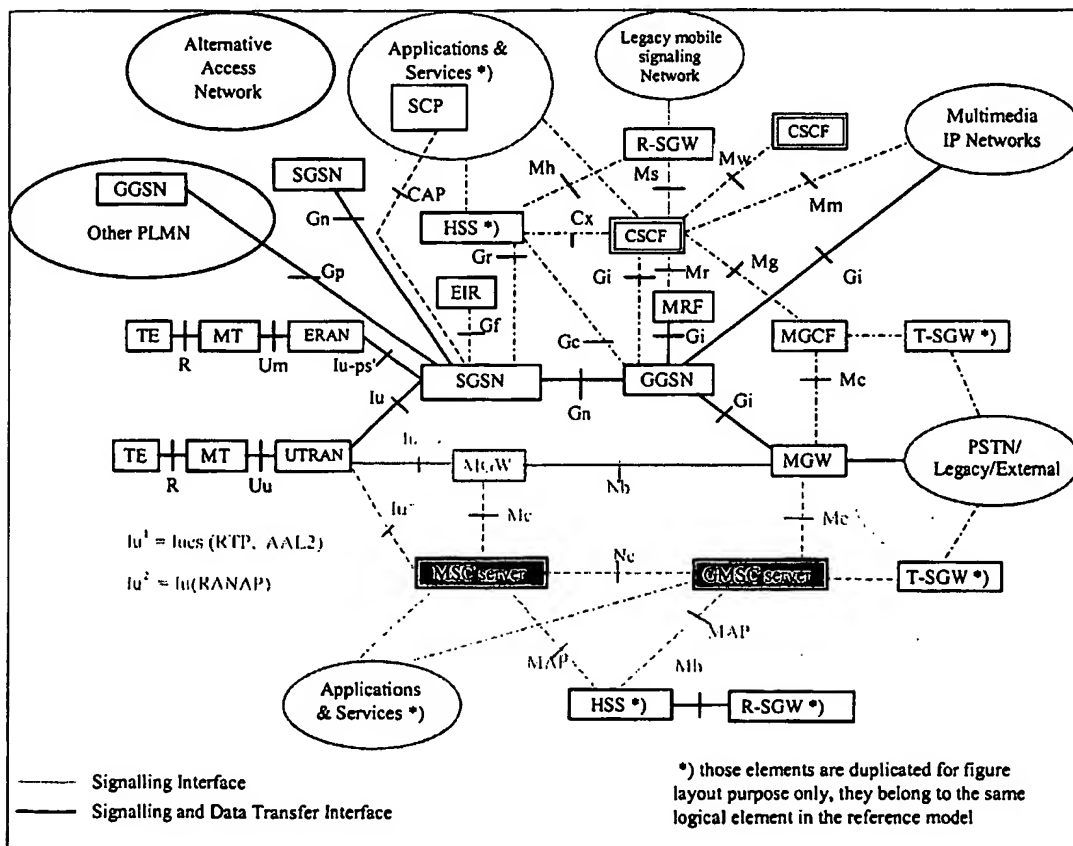 Alternative
Access
Network
Applications &
Services *)
SCP
Legacy mobile
signaling
Network
CSCF
Multimedia
IP Networks
R-SGW
GGSN
Other PLMN
SGSN
CAP
Mh
Ms
Mw
Mm
Gn
HSS *)
Cx
CSCF
Gr
Gi
Mr
Mg
Gi
Gp
EIR
Gf
MRF
Gc
Gi
TE
MT
ERAN
R
Um
Iu-ps'
MGCF
T-SGW *)
SGSN
GGSN
Gn
Mc
Gi
Iu
TE
MT
UTRAN
R
Uu
MGW
MGW
Nb
PSTN/
Legacy/External
Mc
Mc
Iu¹ = Iucs (RTP, AAL2)
Iu² = Iu(RANAP)
MSC server
Nc
GMSC server
T-SGW *)
MAP
MAP
Mh
Applications
& Services *)
HSS *)
R-SGW *)
Signalling Interface
Signalling and Data Transfer Interface
*) those elements are duplicated for figure
layout purpose only, they belong to the same
logical element in the reference model